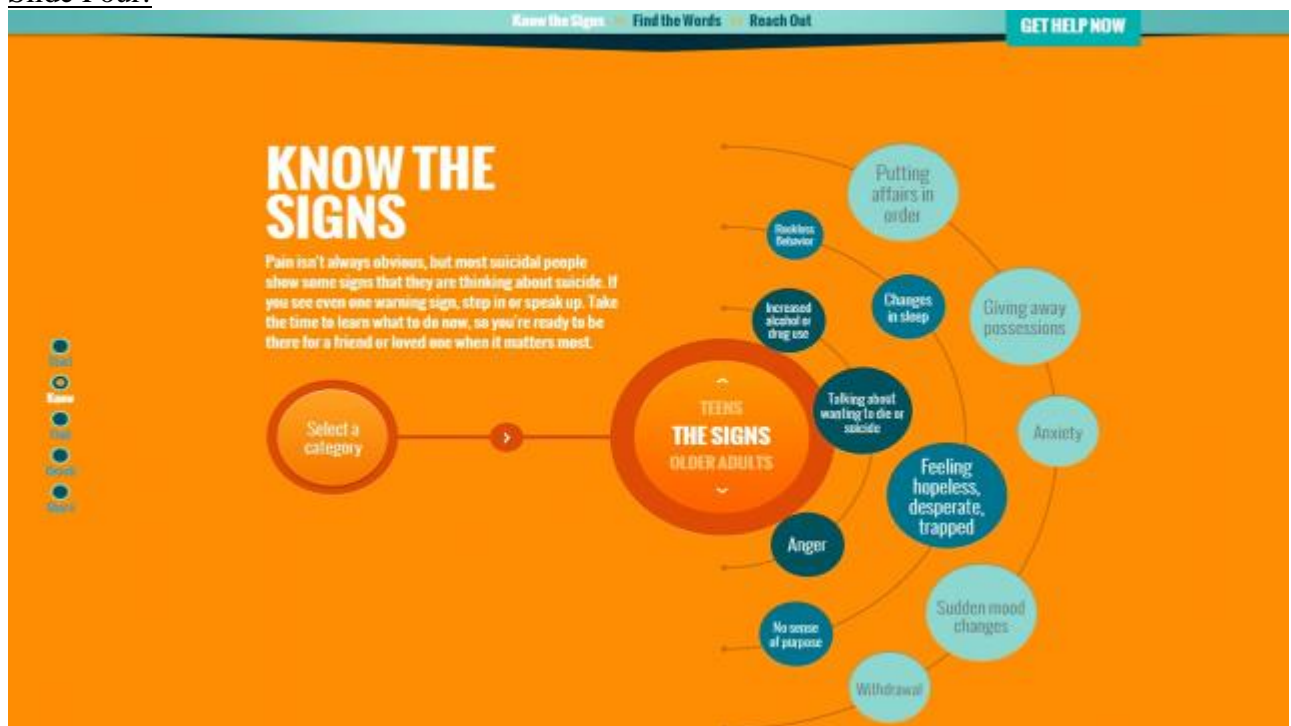 Slide Four:
Know the Signs >> Find the Words >> Reach Out
GET HELP NOW
KNOW THE
SIGNS
Pain isn't always obvious, but most suicidal people
show some signs that they are thinking about suicide. If
you see even one warning sign, step in or speak up. Take
the time to learn what to do now, so you're ready to be
there for a friend or loved one when it matters most.
Start
Know
Find
Reach
Share
Select a
category
TEENS
THE SIGNS
OLDER ADULTS
Putting
affairs in
order
Reckless
Behavior
Changes
in sleep
Giving away
possessions
Increased
alcohol or
drug use
Talking about
wanting to die or
suicide
Anxiety
Feeling
hopeless,
desperate,
trapped
Anger
Sudden mood
changes
No sense
of purpose
Withdrawal